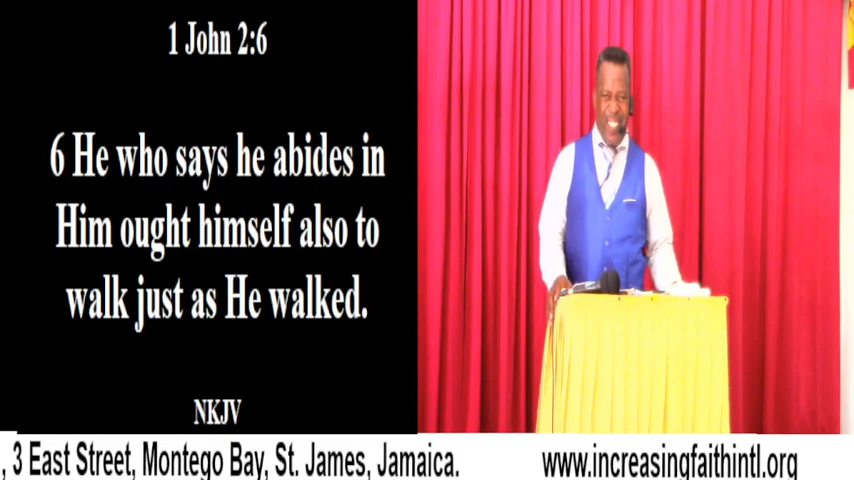 1 John 2:6
6 He who says he abides in
Him ought himself also to
walk just as He walked.
NKJV
, 3 East Street, Montego Bay, St. James, Jamaica.
www.increasingfaithintl.org